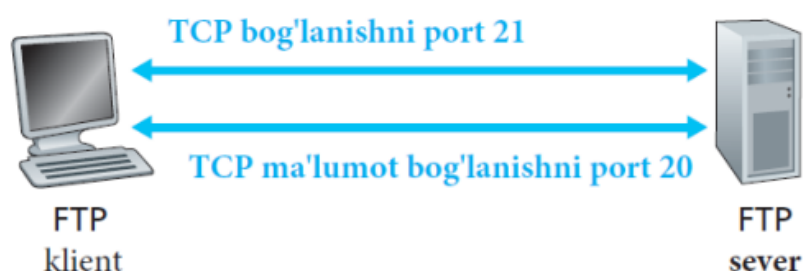 TCP bog'lanishni port 21
TCP ma'lumot bog'lanishni port 20
FTP
klient
FTP
sever